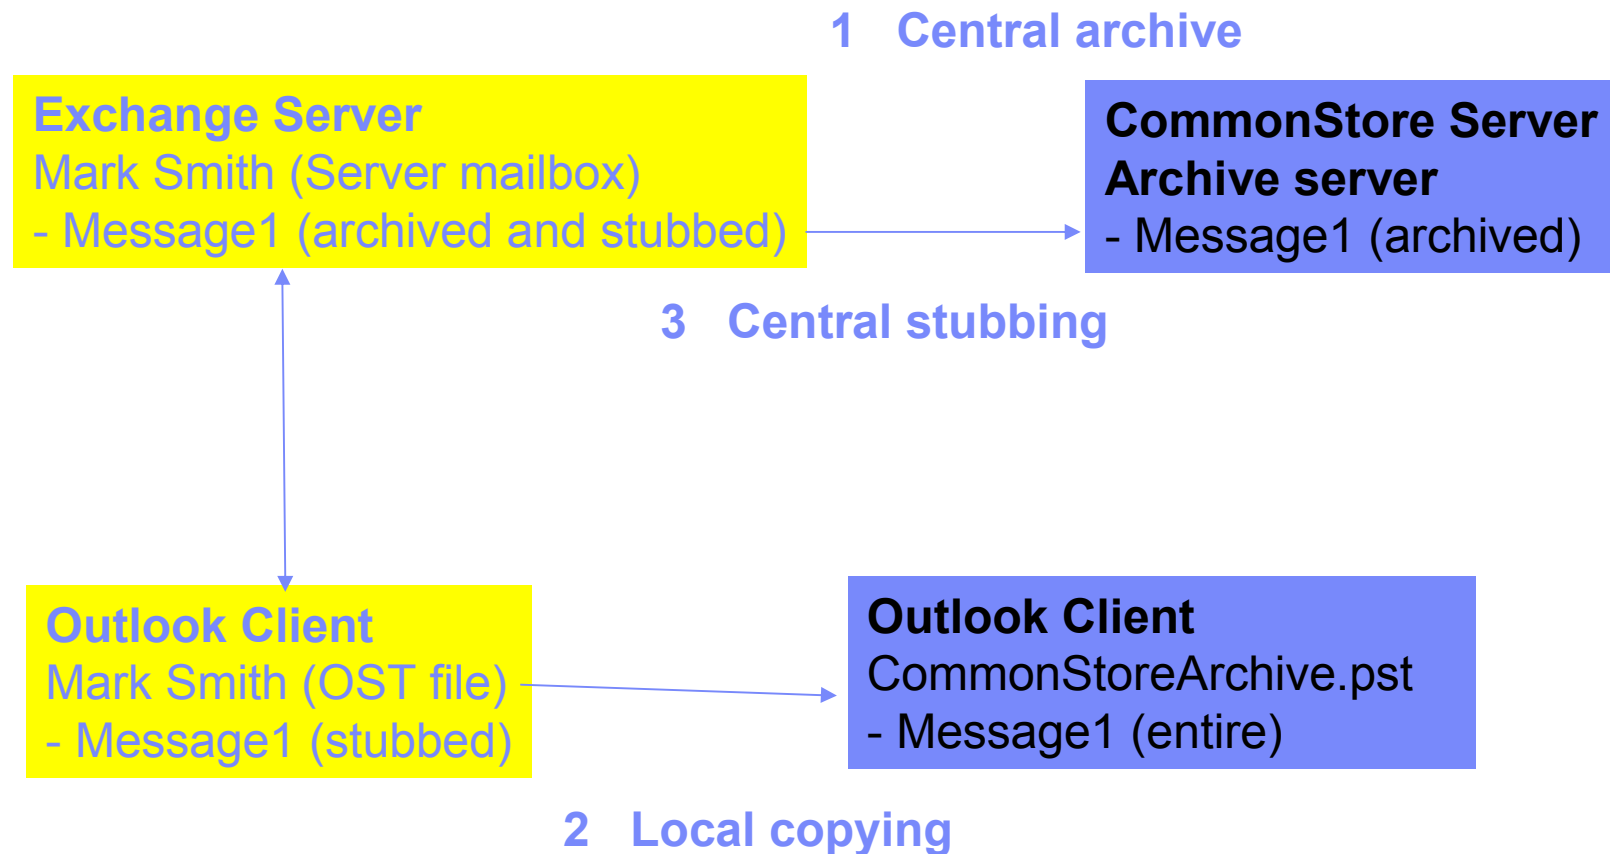 1 Central archive
Exchange Server
Mark Smith (Server mailbox)
- Message1 (archived and stubbed)
CommonStore Server
Archive server
- Message1 (archived)
3 Central stubbing
Outlook Client
Mark Smith (OST file)
- Message1 (stubbed)
Outlook Client
CommonStoreArchive.pst
- Message1 (entire)
2 Local copying